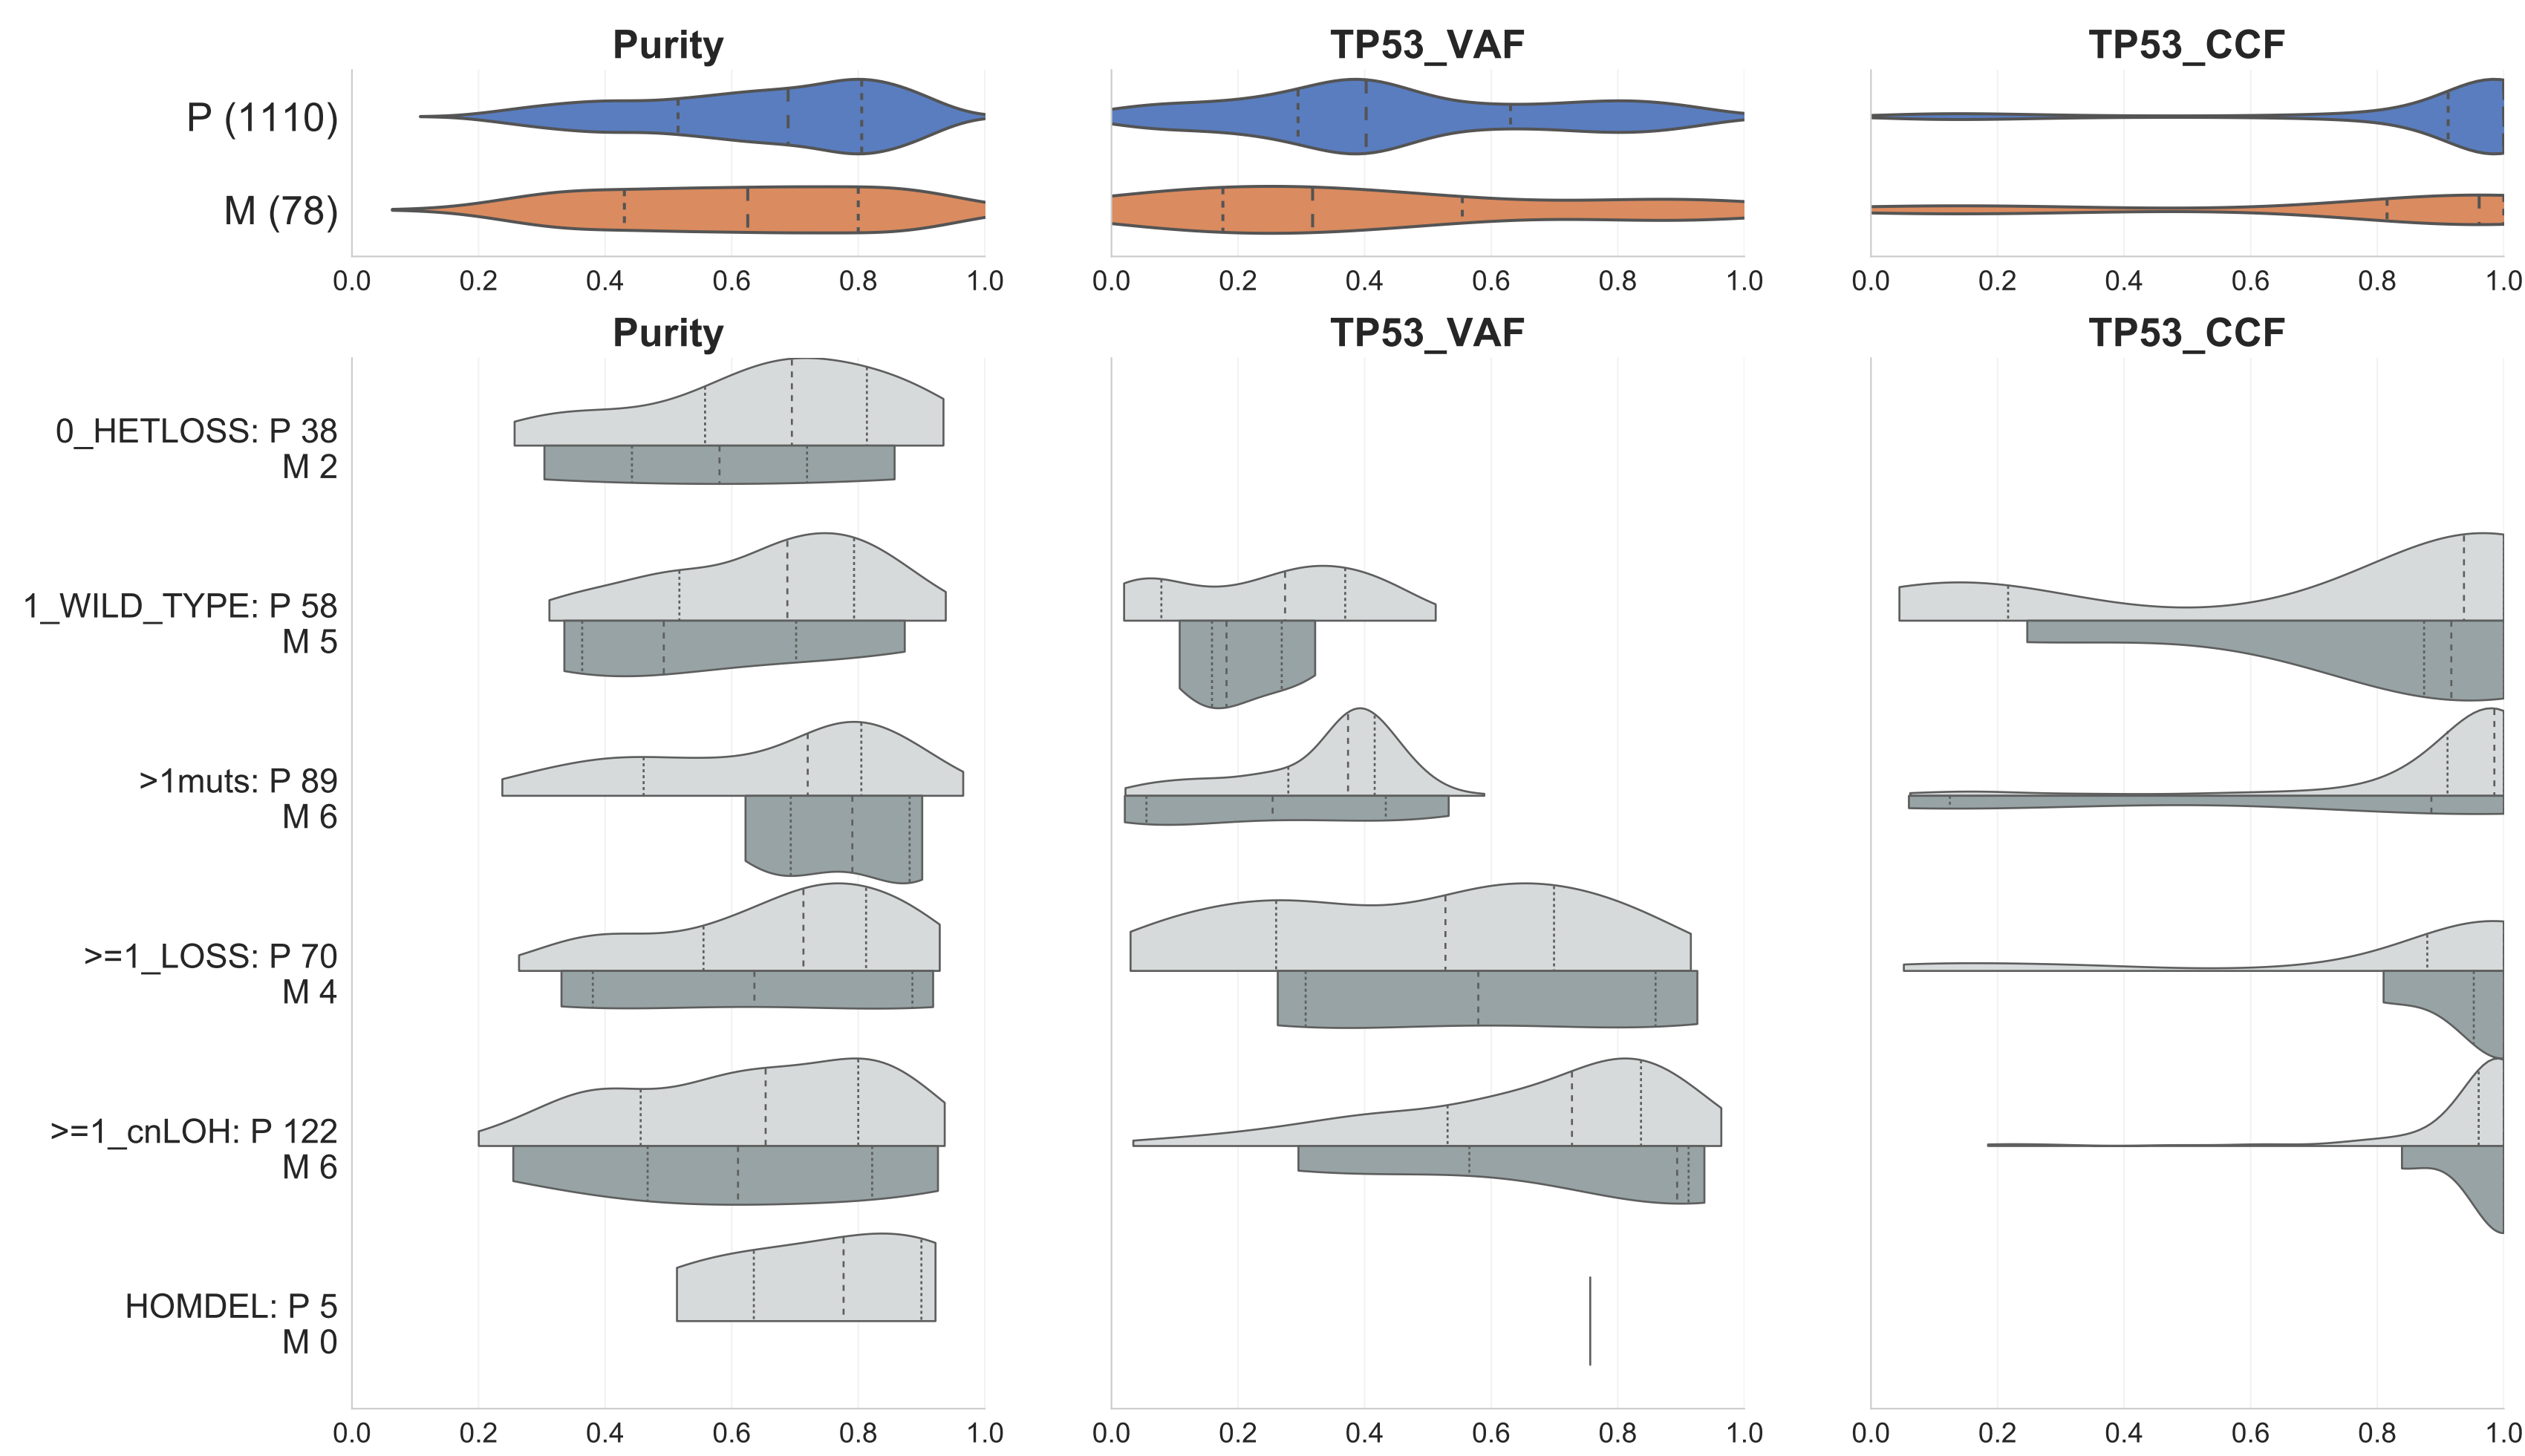 Purity
TP53_VAF
TP53_CCF
P (1110)
M (78)
0.0 0.2 0.4 0.6 0.8 1.0
0.0 0.2 0.4 0.6 0.8 1.0
0.0 0.2 0.4 0.6 0.8 1.0
Purity
TP53_VAF
TP53_CCF
0_HETLOSS: P 38
M 2
1_WILD_TYPE: P 58
M 5
>1muts: P 89
M 6
>=1_LOSS: P 70
M 4
>=1_cnLOH: P 122
M 6
HOMDEL: P 5
M 0
0.0 0.2 0.4 0.6 0.8 1.0
0.0 0.2 0.4 0.6 0.8 1.0
0.0 0.2 0.4 0.6 0.8 1.0